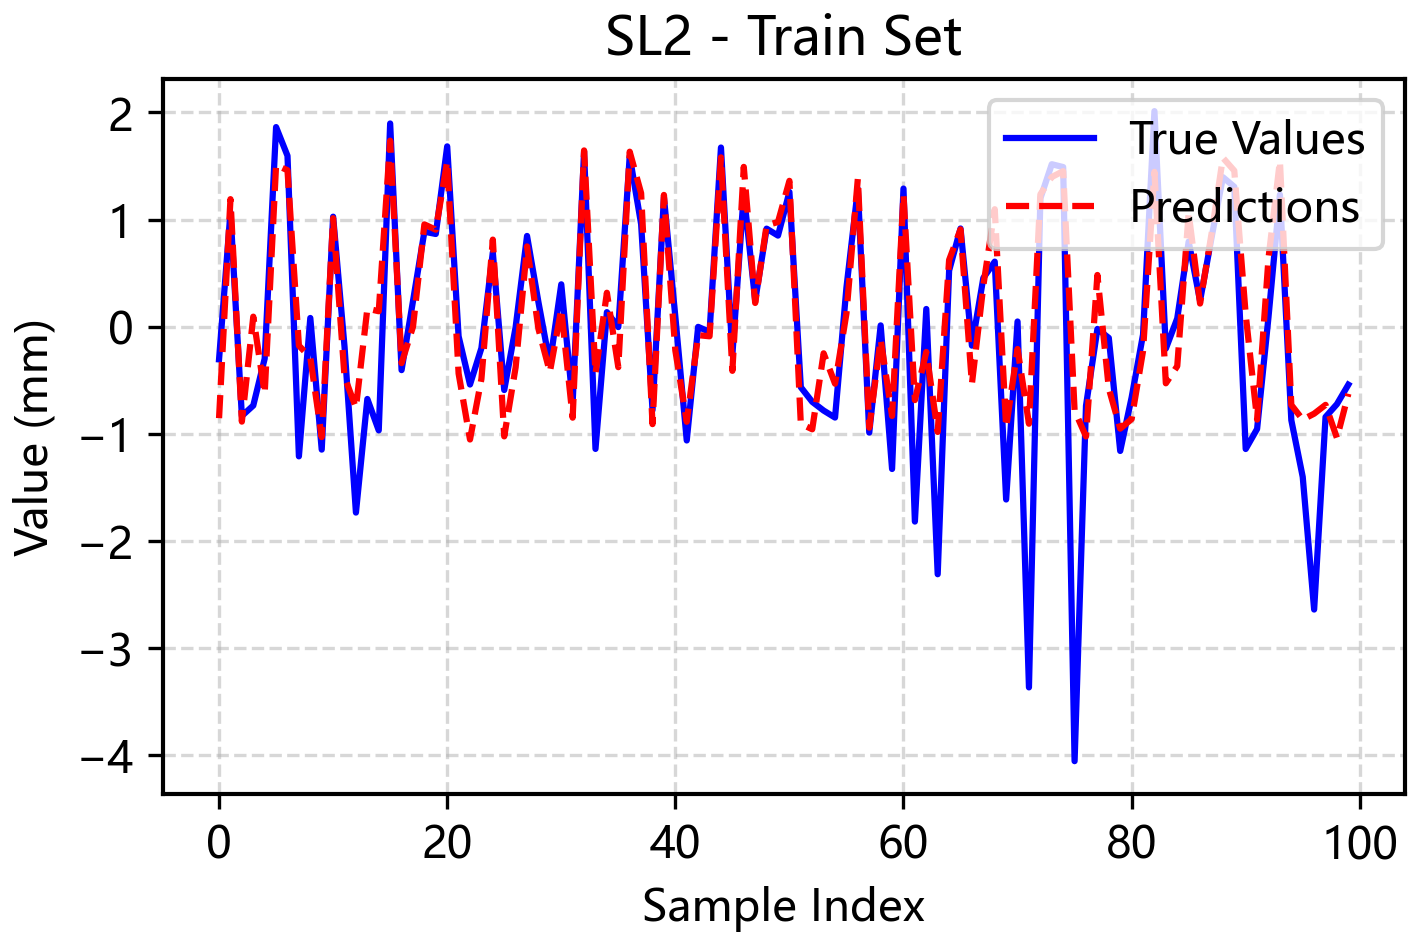 SL2 - Train Set
True Values
Predictions
Value (mm)
2
1
0
−1
−2
−3
−4
0 20 40 60 80 100
Sample Index